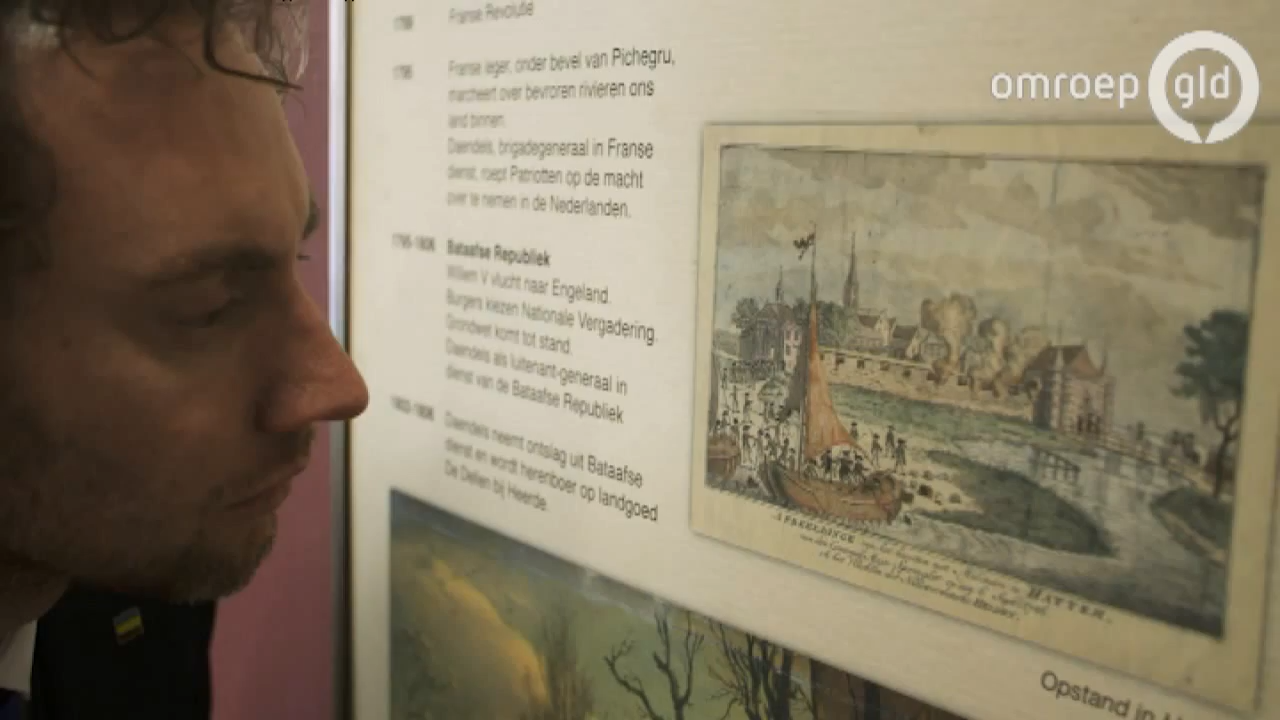 omroep gld
Franse Revolutie
1795 Franse leger, onder bevel van Pichegru,
marcheert over bevroren rivieren ons
land binnen.
Daendels, brigadegeneraal in Franse
dienst, roept Patriotten op de macht
over te nemen in de Nederlanden.
1795-1806 Bataafse Republiek
Willem V vlucht naar Engeland.
Burgers kiezen Nationale Vergadering.
Grondwet komt tot stand.
Daendels als luitenant-generaal in
dienst van de Bataafse Republiek
Daendels neemt ontslag uit Bataafse
dienst en wordt herenboer op landgoed
De Dellen bij Heerde.
AFBEELDINGE
HATTEM.
Opstand in